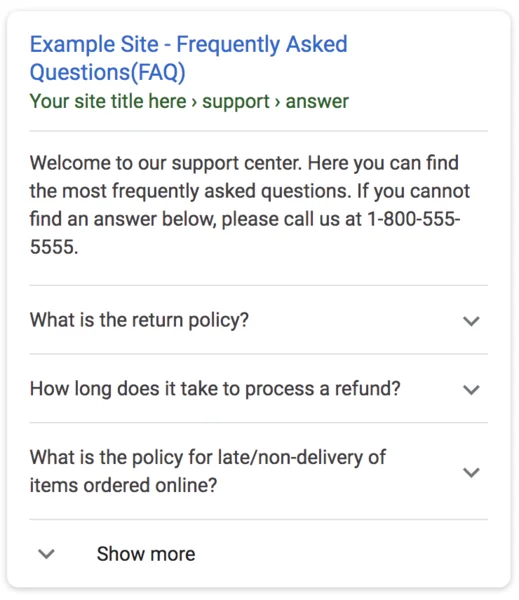 Example Site - Frequently Asked
Questions(FAQ)
Your site title here › support › answer
Welcome to our support center. Here you can find
the most frequently asked questions. If you cannot
find an answer below, please call us at 1-800-555-
5555.
What is the return policy?
How long does it take to process a refund?
What is the policy for late/non-delivery of
items ordered online?
Show more